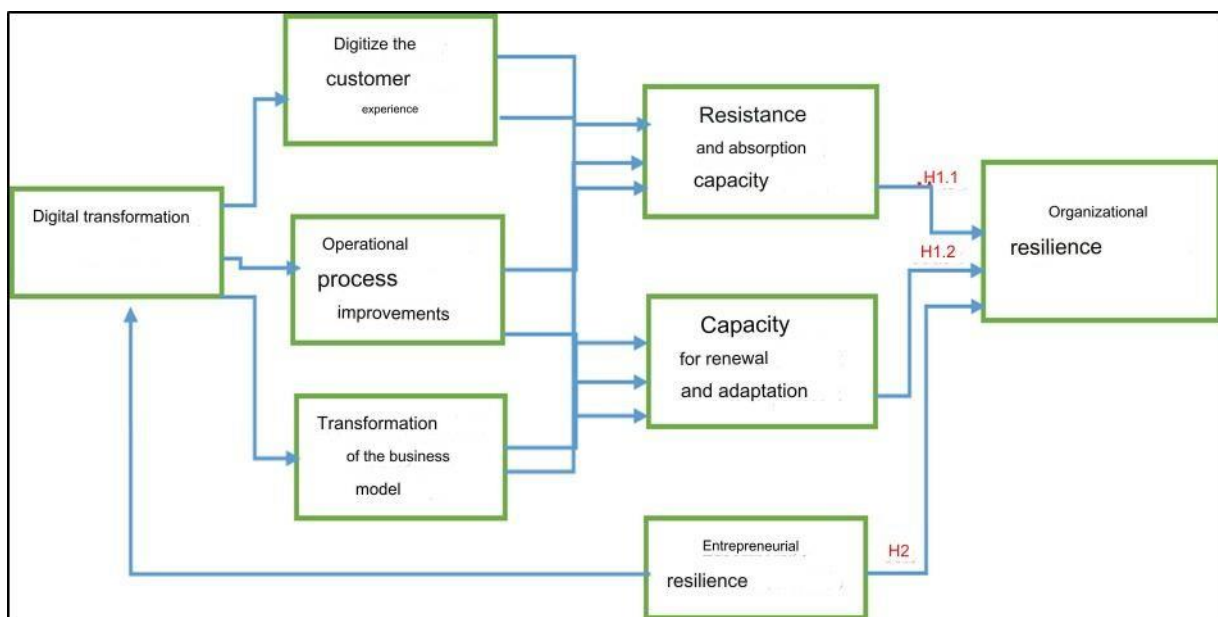 Digitize the
customer
experience
Digital transformation
Operational
process
improvements
Transformation
of the business
model
Resistance
and absorption
capacity
Capacity
for renewal
and adaptation
Entrepreneurial
resilience
H1.1
H1.2
H2
Organizational
resilience